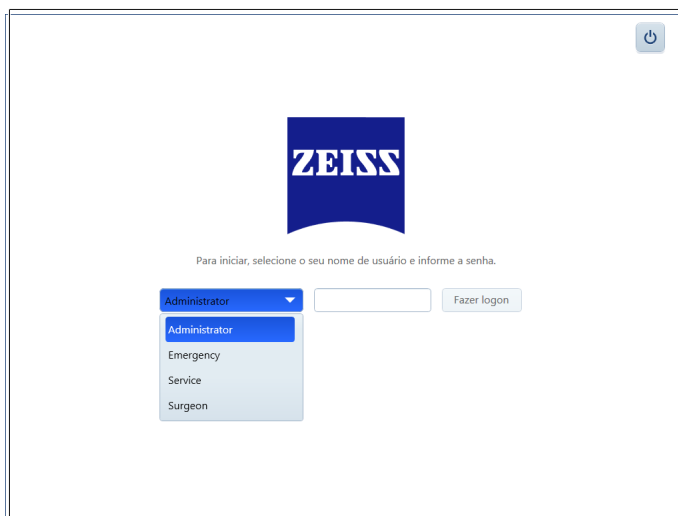 ZEISS
Para iniciar, selecione o seu nome de usuário e informe a senha.
Administrator
Fazer logon
Administrator
Emergency
Service
Surgeon